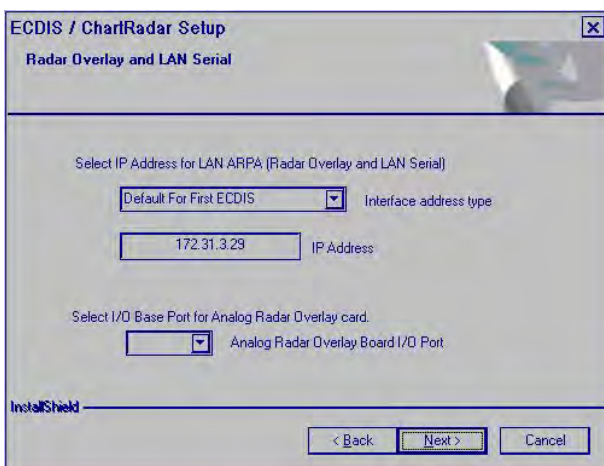 ECDIS / ChartRadar Setup
Radar Overlay and LAN Serial
Select IP Address for LAN ARPA (Radar Overlay and LAN Serial)
Default For First ECDIS Interface address type
172.31.3.29 IP Address
Select I/O Base Port for Analog Radar Overlay card.
Analog Radar Overlay Board I/O Port
InstallShield
< Back Next > Cancel